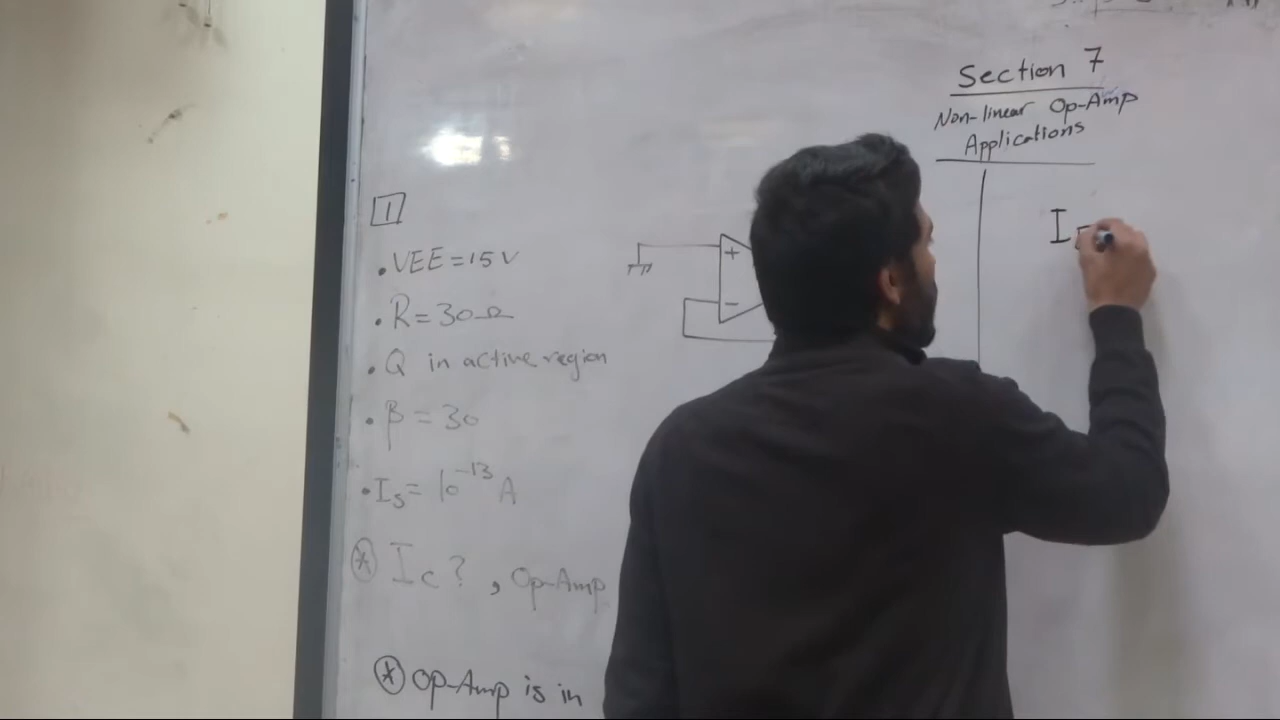 Section 7
Non-linear Op-Amp
Applications
1
• VEE = 15 V
• R = 30 Ω
• Q in active region
• β = 30
• Is = 10⁻¹³ A
* Ic ? , Op-Amp
* Op-Amp is in
+
-
I